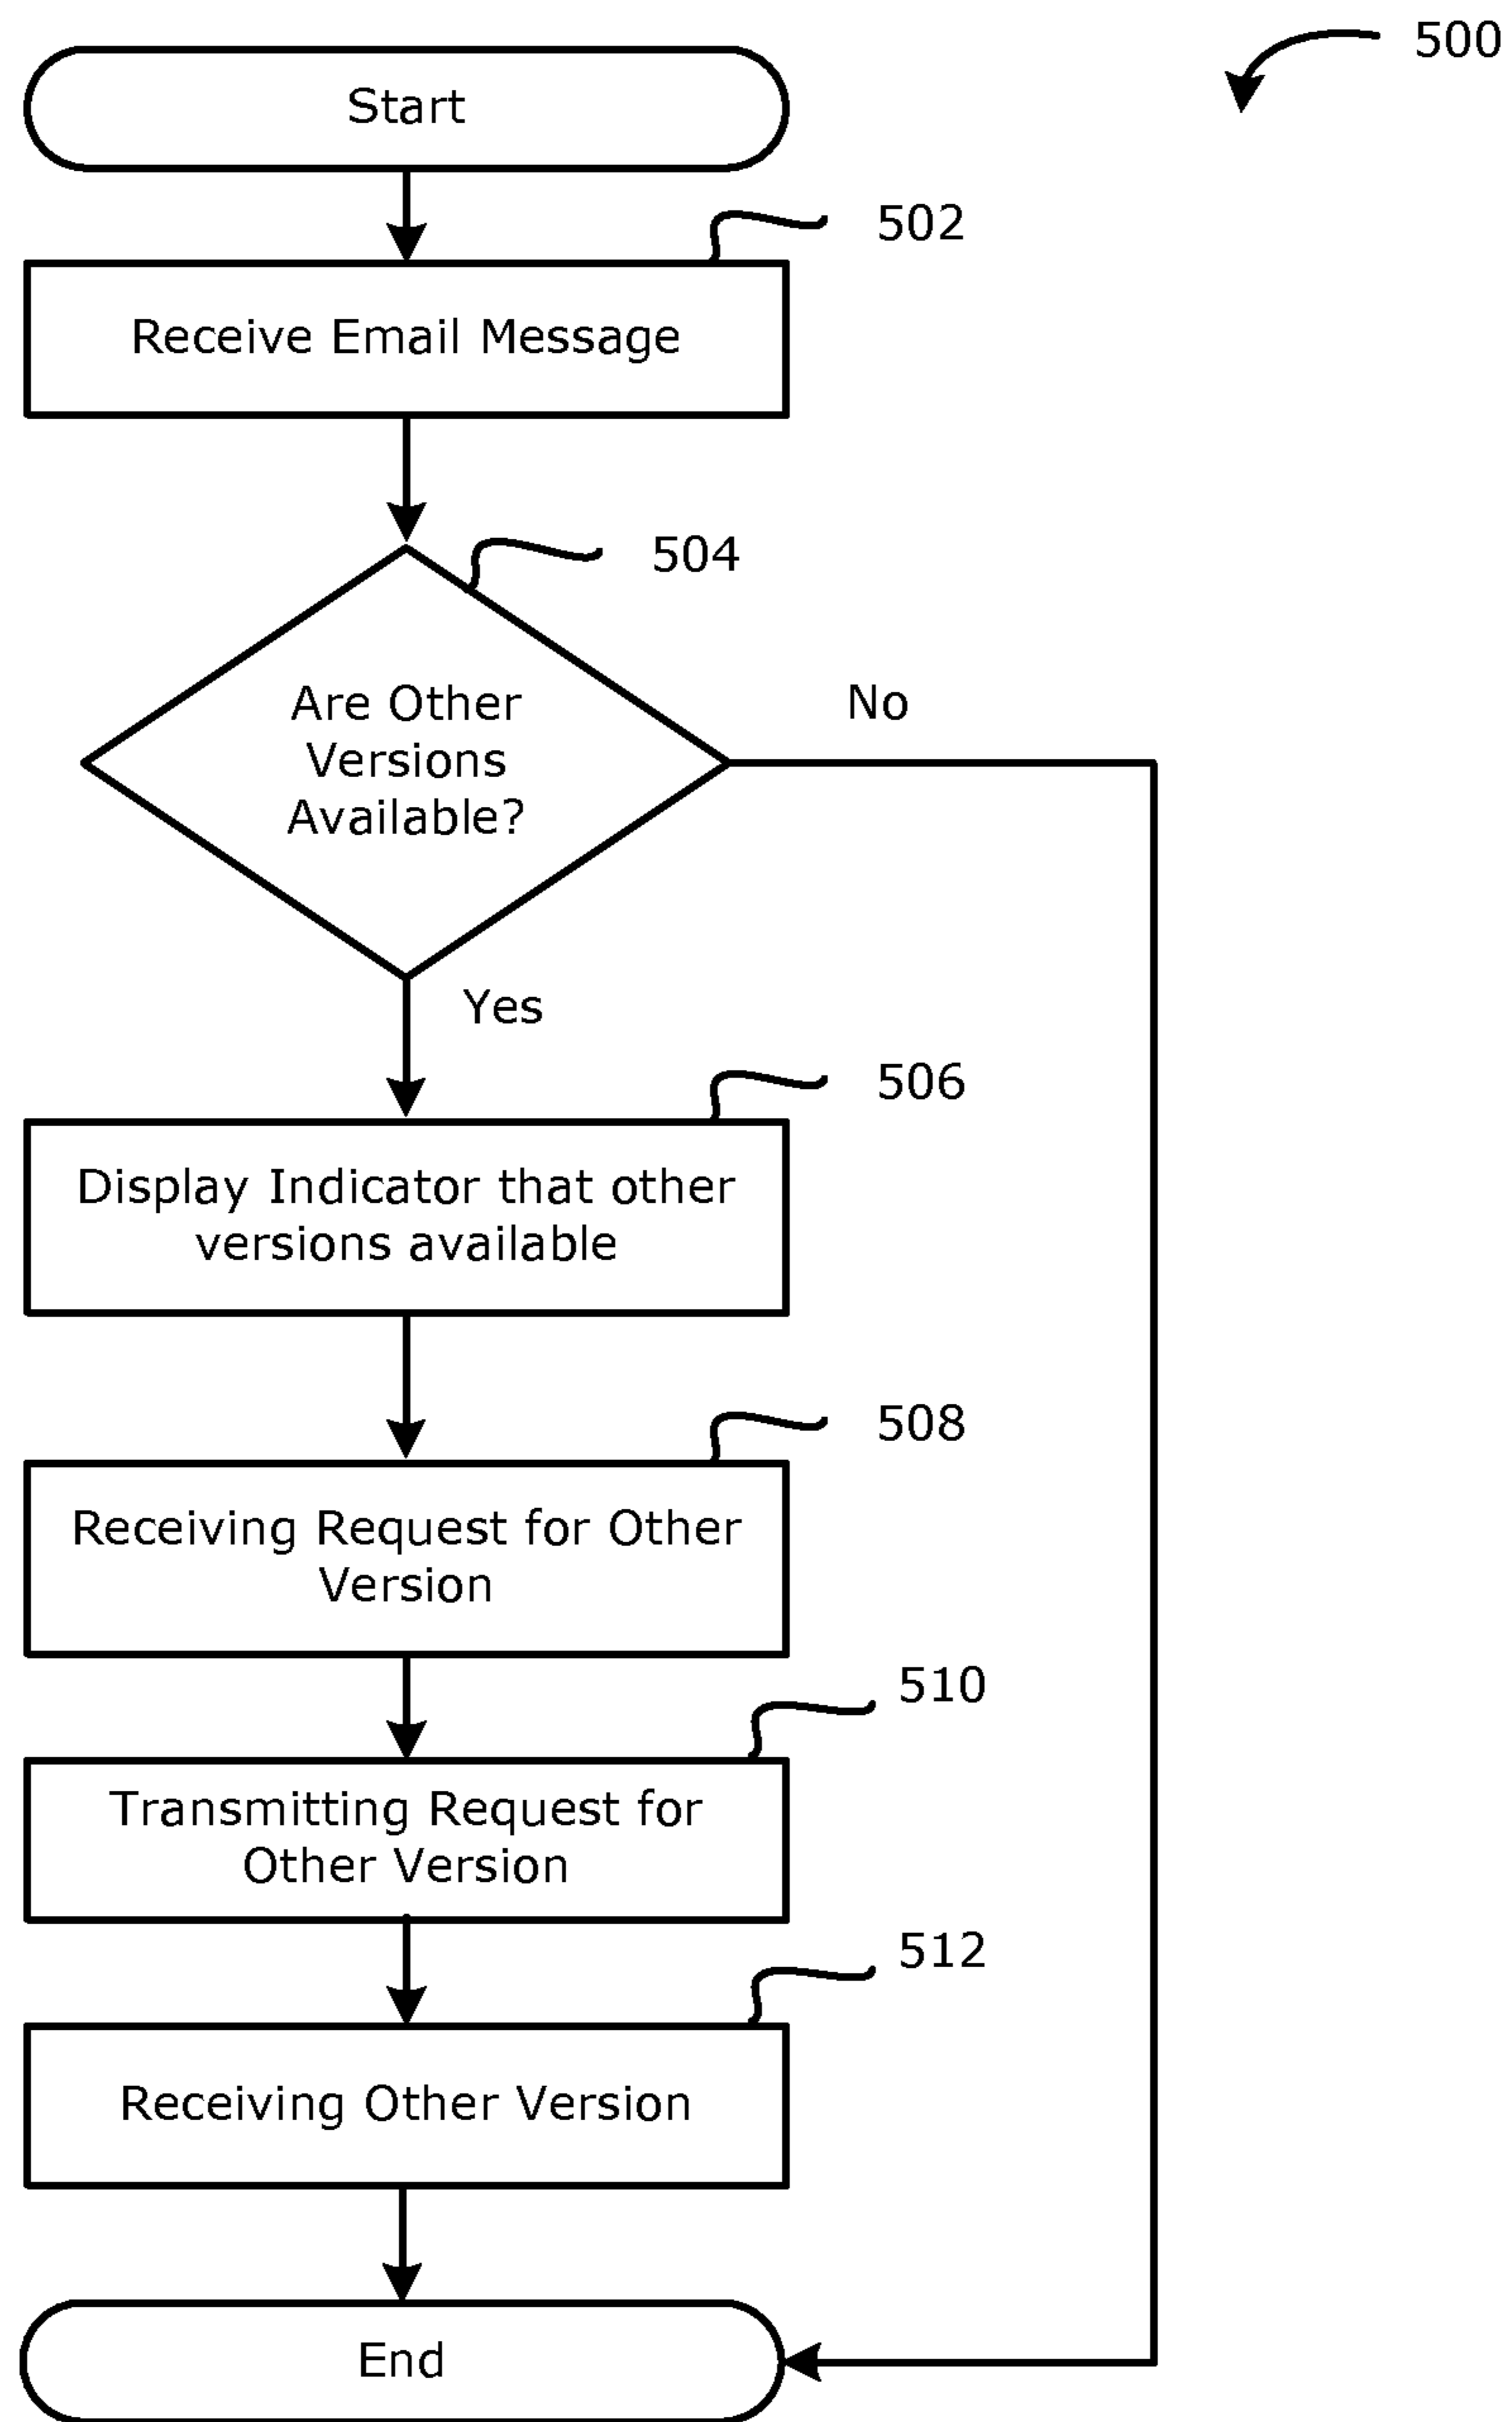 500
Start
502
Receive Email Message
504
Are Other
Versions
Available?
No
Yes
506
Display Indicator that other
versions available
508
Receiving Request for Other
Version
510
Transmitting Request for
Other Version
512
Receiving Other Version
End